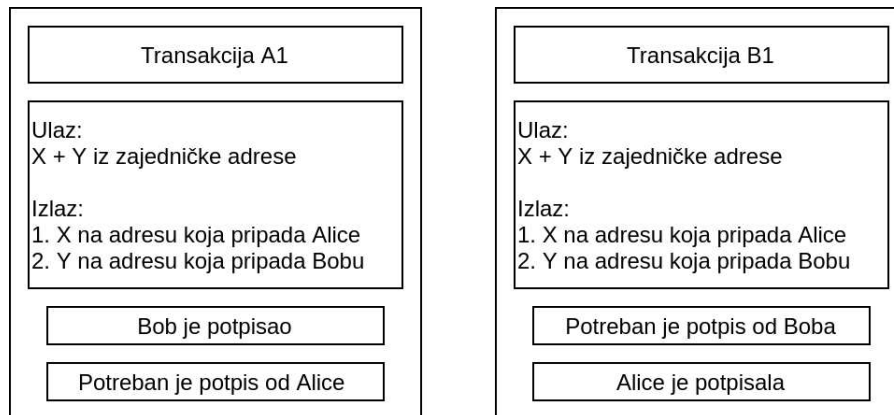 Transakcija A1
Ulaz:
X + Y iz zajedničke adrese
Izlaz:
1. X na adresu koja pripada Alice
2. Y na adresu koja pripada Bobu
Bob je potpisao
Potreban je potpis od Alice
Transakcija B1
Ulaz:
X + Y iz zajedničke adrese
Izlaz:
1. X na adresu koja pripada Alice
2. Y na adresu koja pripada Bobu
Potreban je potpis od Boba
Alice je potpisala